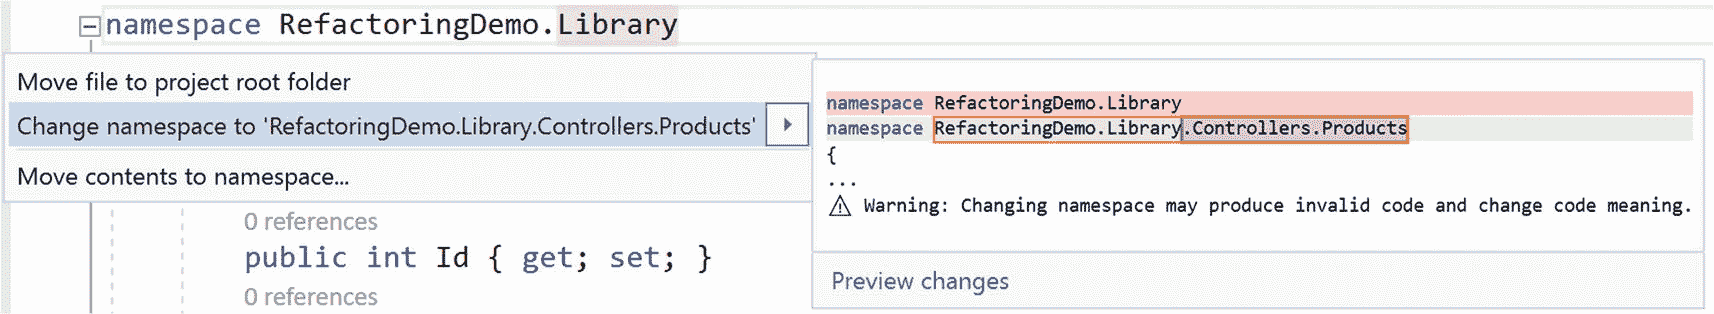 namespace RefactoringDemo.Library
Move file to project root folder
Change namespace to 'RefactoringDemo.Library.Controllers.Products'
Move contents to namespace...
0 references
public int Id { get; set; }
0 references
namespace RefactoringDemo.Library
namespace RefactoringDemo.Library.Controllers.Products
{
...
Warning: Changing namespace may produce invalid code and change code meaning.
Preview changes